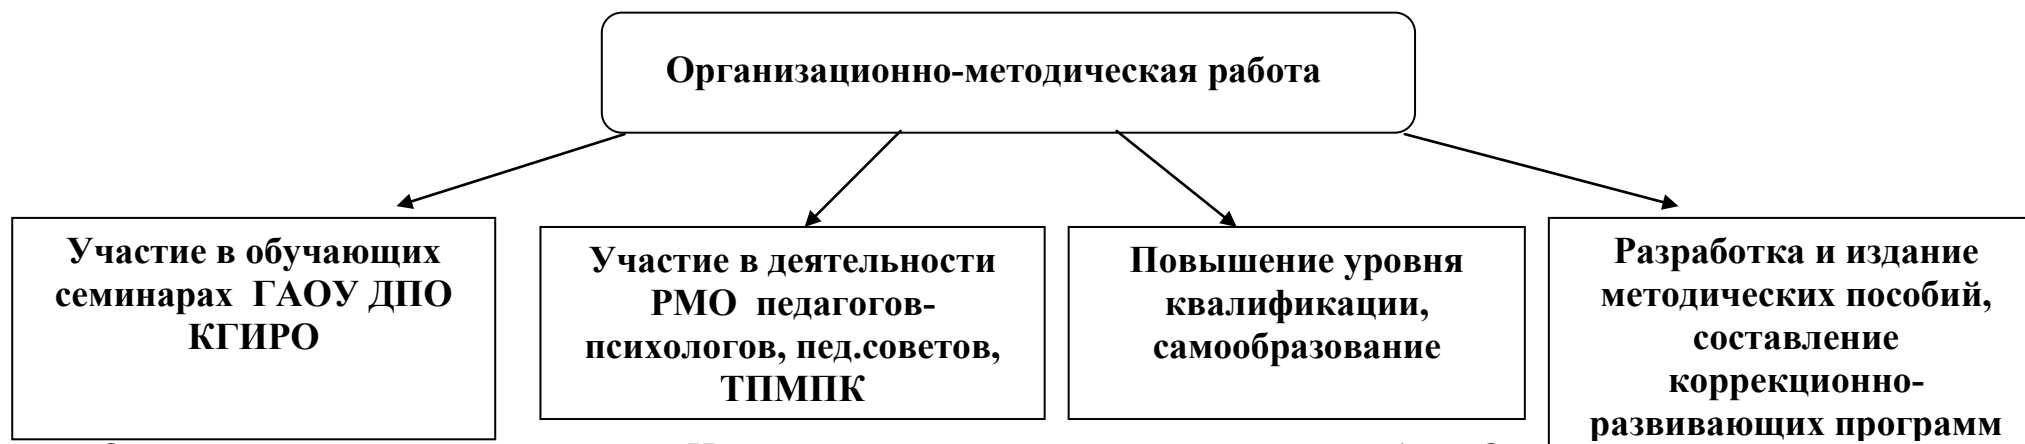 Организационно-методическая работа
Участие в обучающих
семинарах ГАОУ ДПО
КГИРО
Участие в деятельности
РМО педагогов-
психологов, пед.советов,
ТПМПК
Повышение уровня
квалификации,
самообразование
Разработка и издание
методических пособий,
составление
коррекционно-
развивающих программ